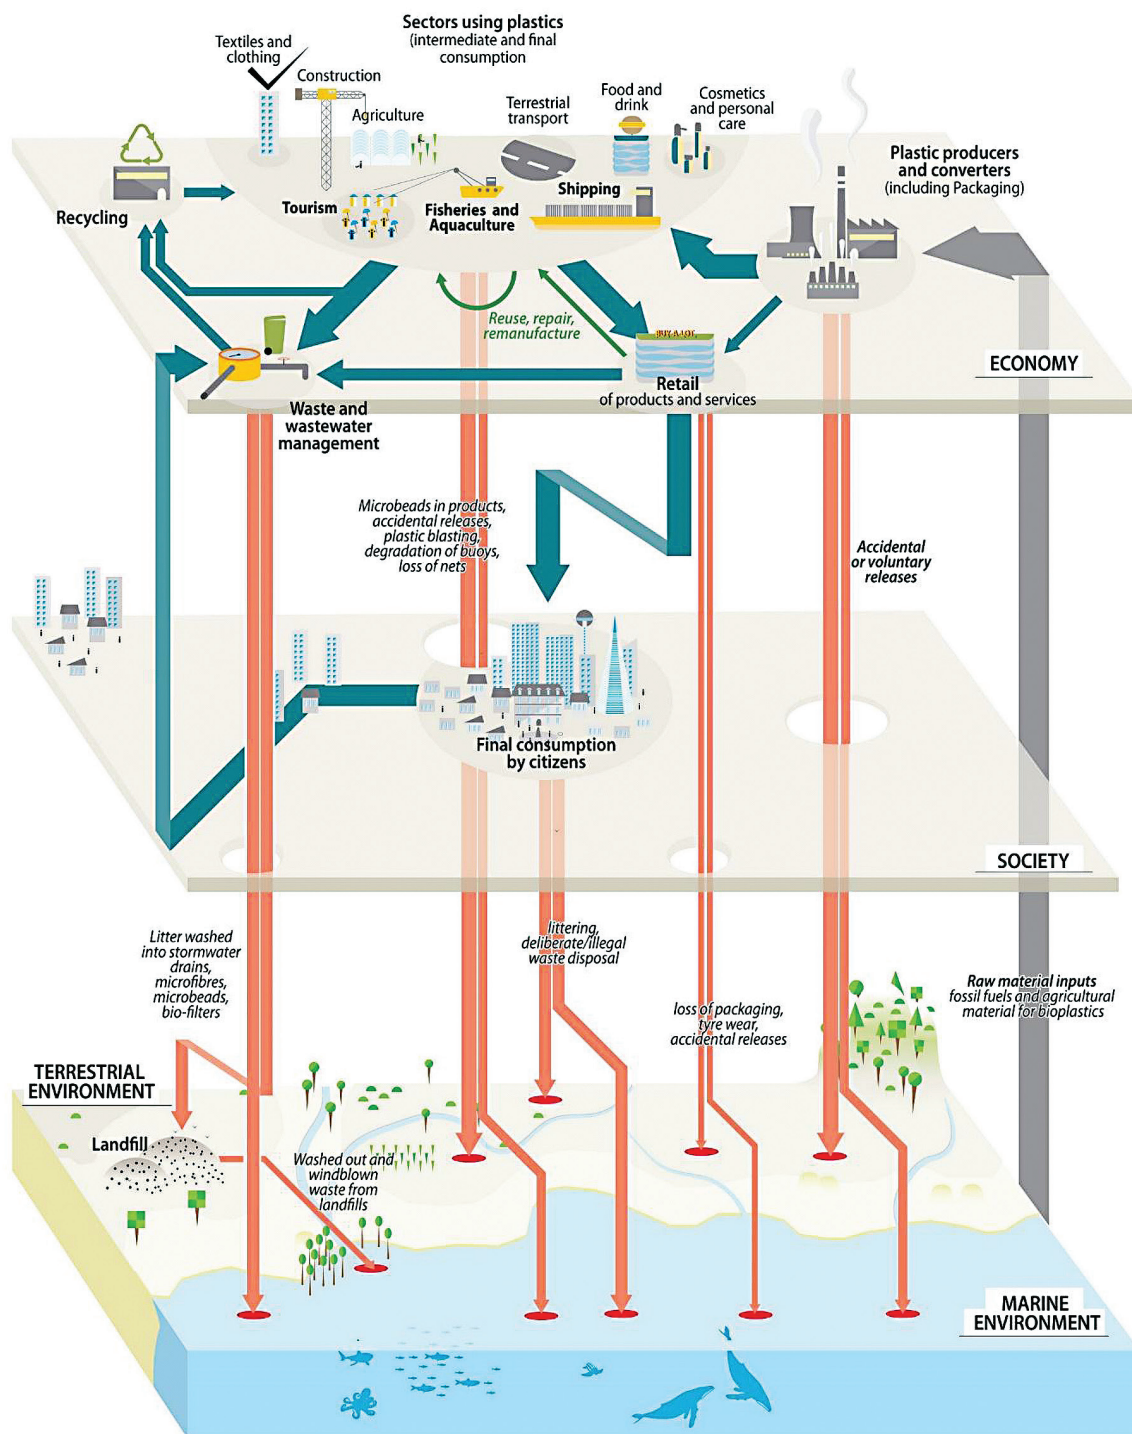 Sectors using plastics
(intermediate and final
consumption
Textiles and
clothing
Construction
Agriculture
Terrestrial
transport
Food and
drink
Cosmetics
and personal
care
Plastic producers
and converters
(including Packaging)
Recycling
Tourism
Fisheries and
Aquaculture
Shipping
Reuse, repair,
remanufacture
BUY-A-LOT
Retail
of products and services
ECONOMY
Waste and
wastewater
management
Microbeads in products,
accidental releases,
plastic blasting,
degradation of buoys,
loss of nets
Accidental
or voluntary
releases
Final consumption
by citizens
SOCIETY
Litter washed
into stormwater
drains,
microfibres,
microbeads,
bio-filters
littering,
deliberate/illegal
waste disposal
loss of packaging,
tyre wear,
accidental releases
Raw material inputs
fossil fuels and agricultural
material for bioplastics
TERRESTRIAL
ENVIRONMENT
Landfill
Washed out and
windblown
waste from
landfills
MARINE
ENVIRONMENT